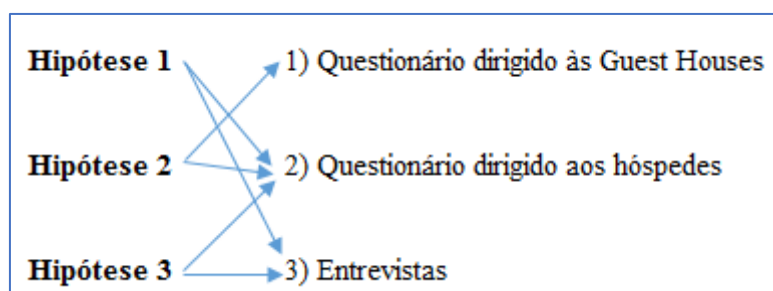 Hipótese 1 1) Questionário dirigido às Guest Houses
Hipótese 2 2) Questionário dirigido aos hóspedes
Hipótese 3 3) Entrevistas